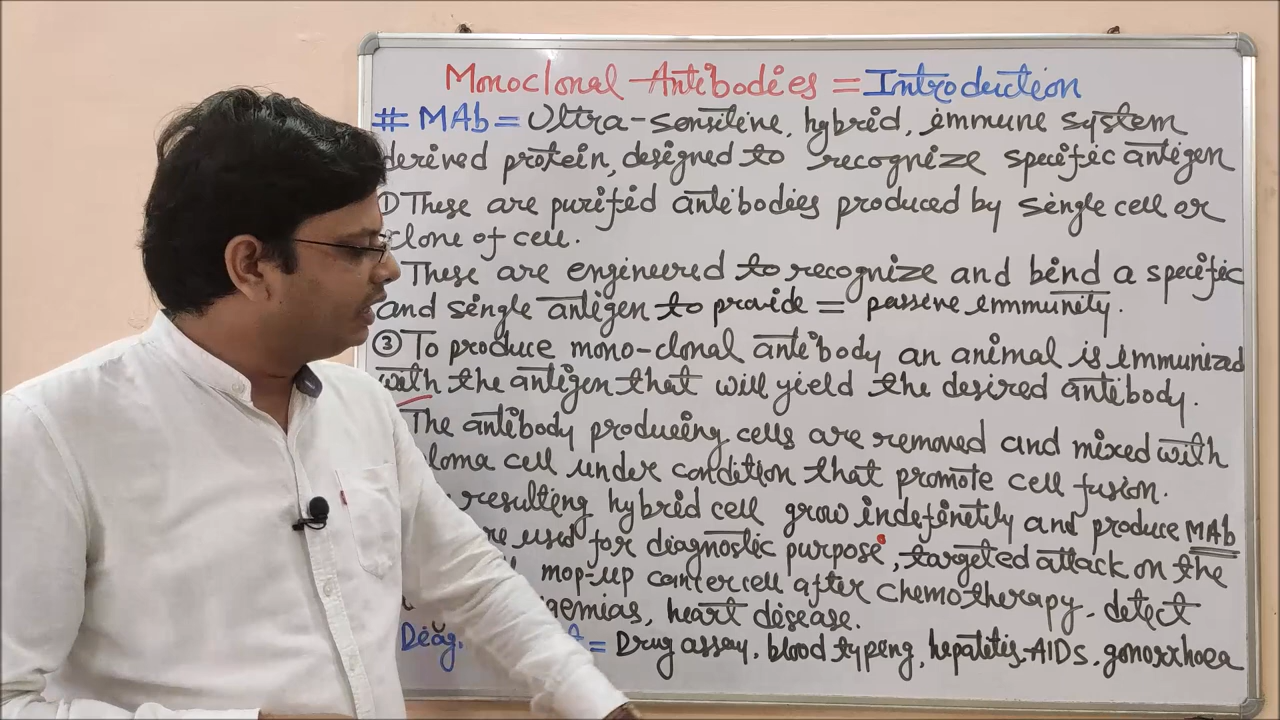 Monoclonal Antibodies = Introduction
# MAb = Ultra-sensitive, hybrid, immune system
derived protein, designed to recognize specific antigen
① These are purified antibodies produced by single cell or
clone of cell.
These are engineered to recognize and bind a specific
and single antigen to provide = passive immunity.
③ To produce mono-clonal antibody an animal is immunized
with the antigen that will yield the desired antibody.
The antibody producing cells are removed and mixed with
loma cell under condition that promote cell fusion.
resulting hybrid cell grow indefinitely and produce MAb
used for diagnostic purpose, targeted attack on the
mop-up cancer cell after chemotherapy. detect
heart disease.
Diag. = Drug assay, blood typing, hepatitis, AIDs, gonorrhoea